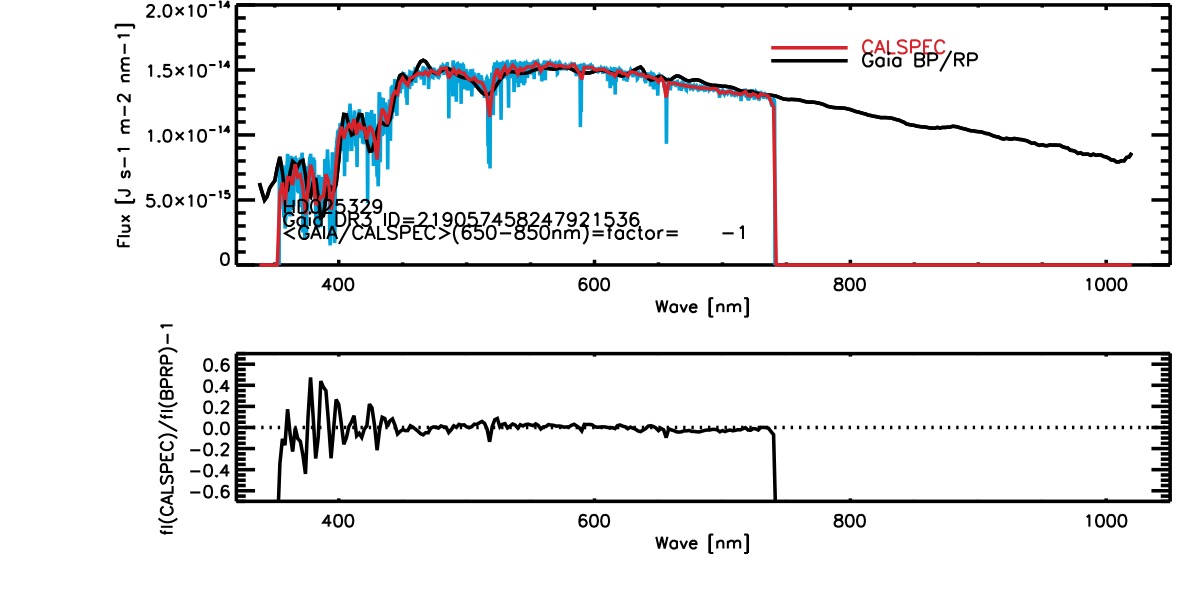 2.0×10−14
1.5×10−14
1.0×10−14
5.0×10−15
0
Flux [J s−1 m−2 nm−1]
CALSPEC
Gaia BP/RP
HD025329
Gaia DR3 ID=219057458247921536
<GAIA/CALSPEC>(650−850nm)=factor= −1
400 600 800 1000
Wave [nm]
0.6
0.4
0.2
0.0
−0.2
−0.4
−0.6
fl(CALSPEC)/fl(BPRP)−1
400 600 800 1000
Wave [nm]